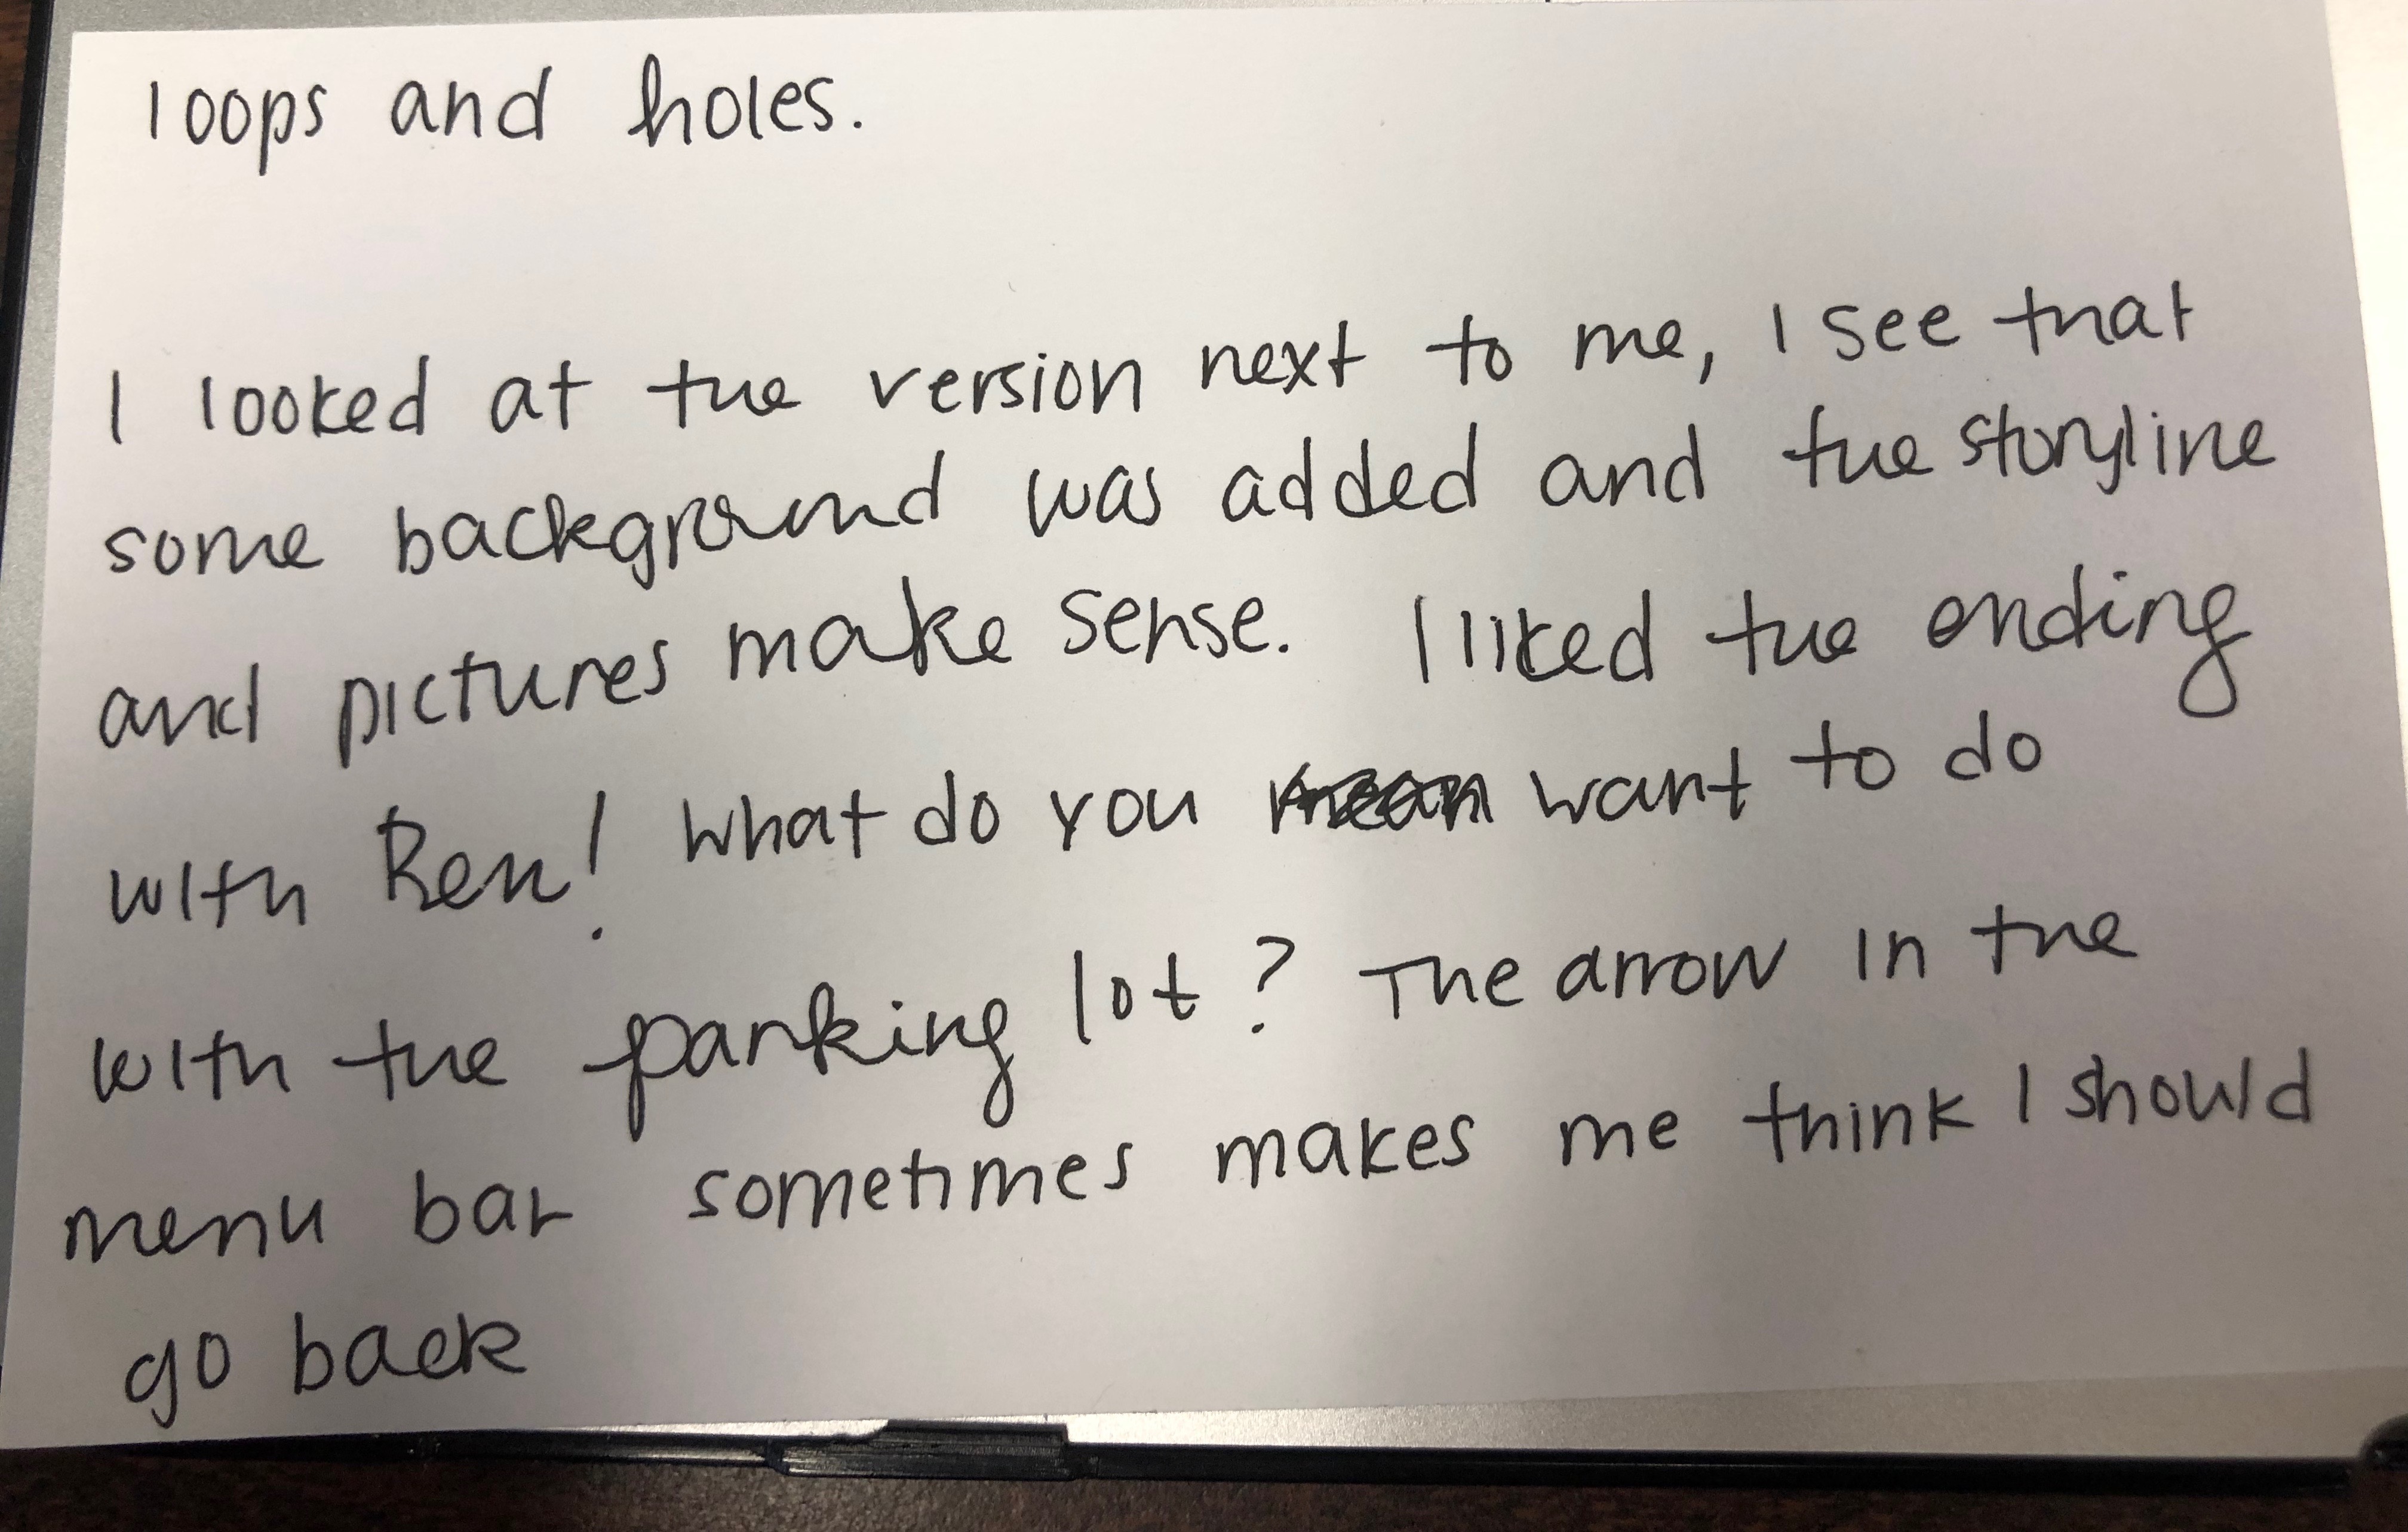 loops and holes.
I looked at the version next to me, I see that
some background was added and the storyline
and pictures make sense. I liked the ending
with Ren! What do you mean want to do
with the parking lot? The arrow in the
menu bar sometimes makes me think I should
go back